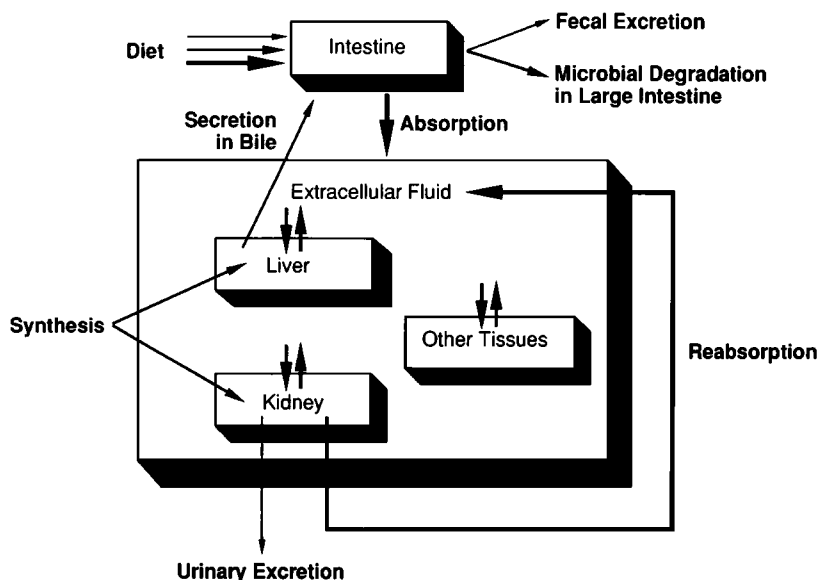 Fecal Excretion
Diet
Intestine
Microbial Degradation
in Large Intestine
Secretion
in Bile
Absorption
Extracellular Fluid
Liver
Synthesis
Other Tissues
Reabsorption
Kidney
Urinary Excretion